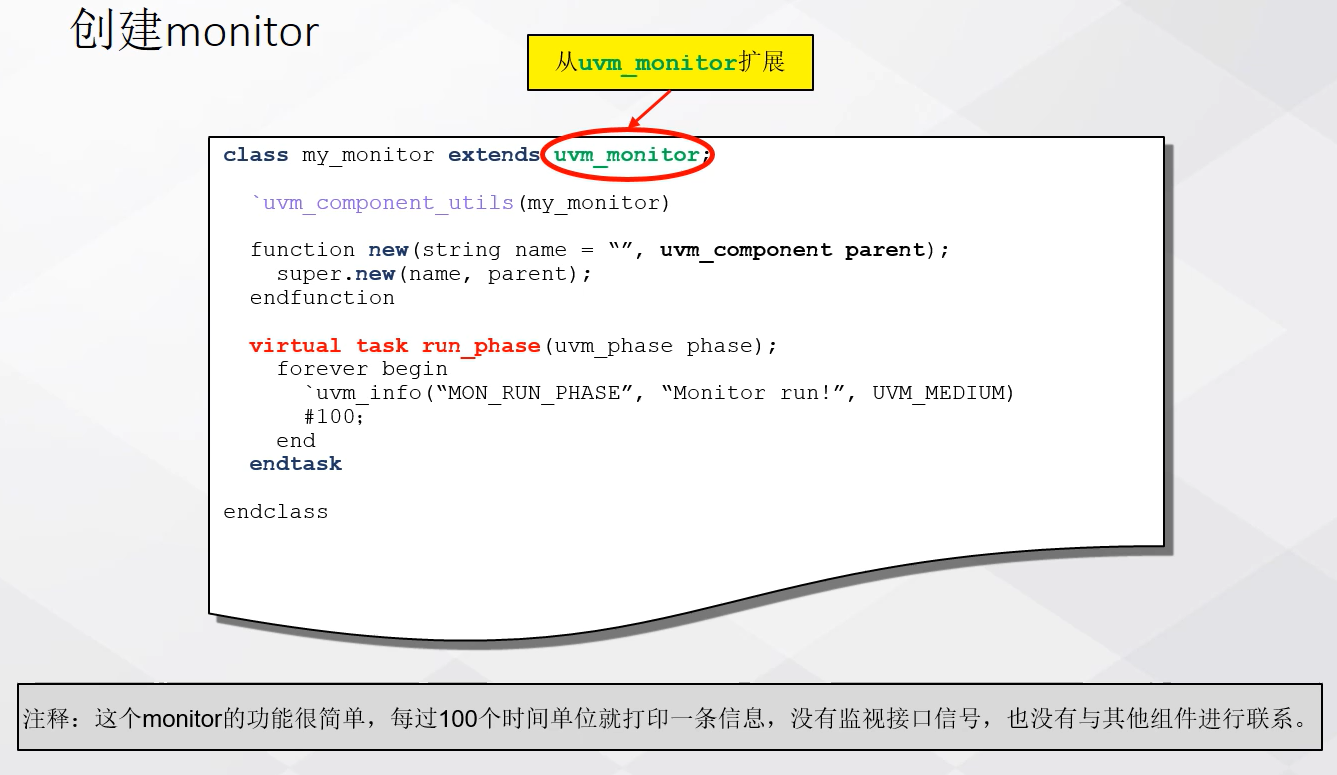 创建monitor
从uvm_monitor扩展
class my_monitor extends uvm_monitor;
`uvm_component_utils(my_monitor)
function new(string name = “”, uvm_component parent);
super.new(name, parent);
endfunction
virtual task run_phase(uvm_phase phase);
forever begin
`uvm_info(“MON_RUN_PHASE”, “Monitor run!”, UVM_MEDIUM)
#100;
end
endtask
endclass
注释：这个monitor的功能很简单，每过100个时间单位就打印一条信息，没有监视接口信号，也没有与其他组件进行联系。